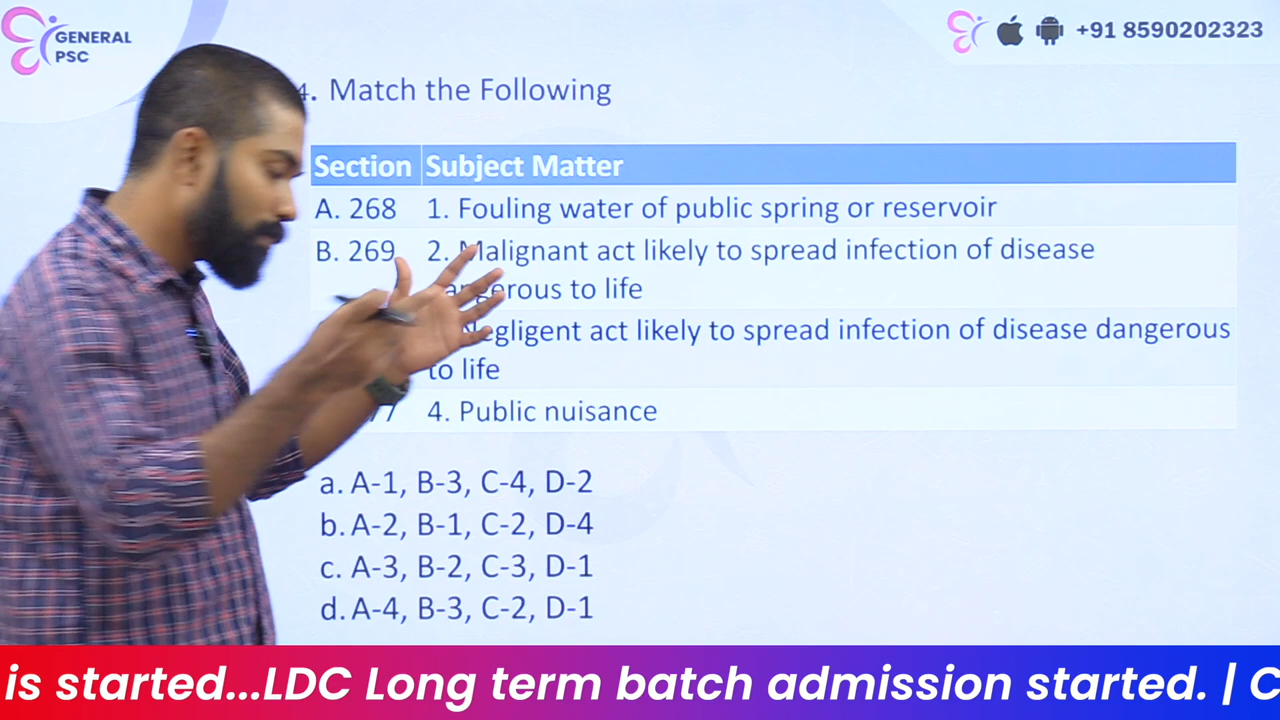 GENERAL
PSC
+91 8590202323
4. Match the Following
Section Subject Matter
A. 268 1. Fouling water of public spring or reservoir
B. 269 2. Malignant act likely to spread infection of disease
dangerous to life
Negligent act likely to spread infection of disease dangerous
to life
77 4. Public nuisance
a. A-1, B-3, C-4, D-2
b. A-2, B-1, C-2, D-4
c. A-3, B-2, C-3, D-1
d. A-4, B-3, C-2, D-1
is started...LDC Long term batch admission started. | C